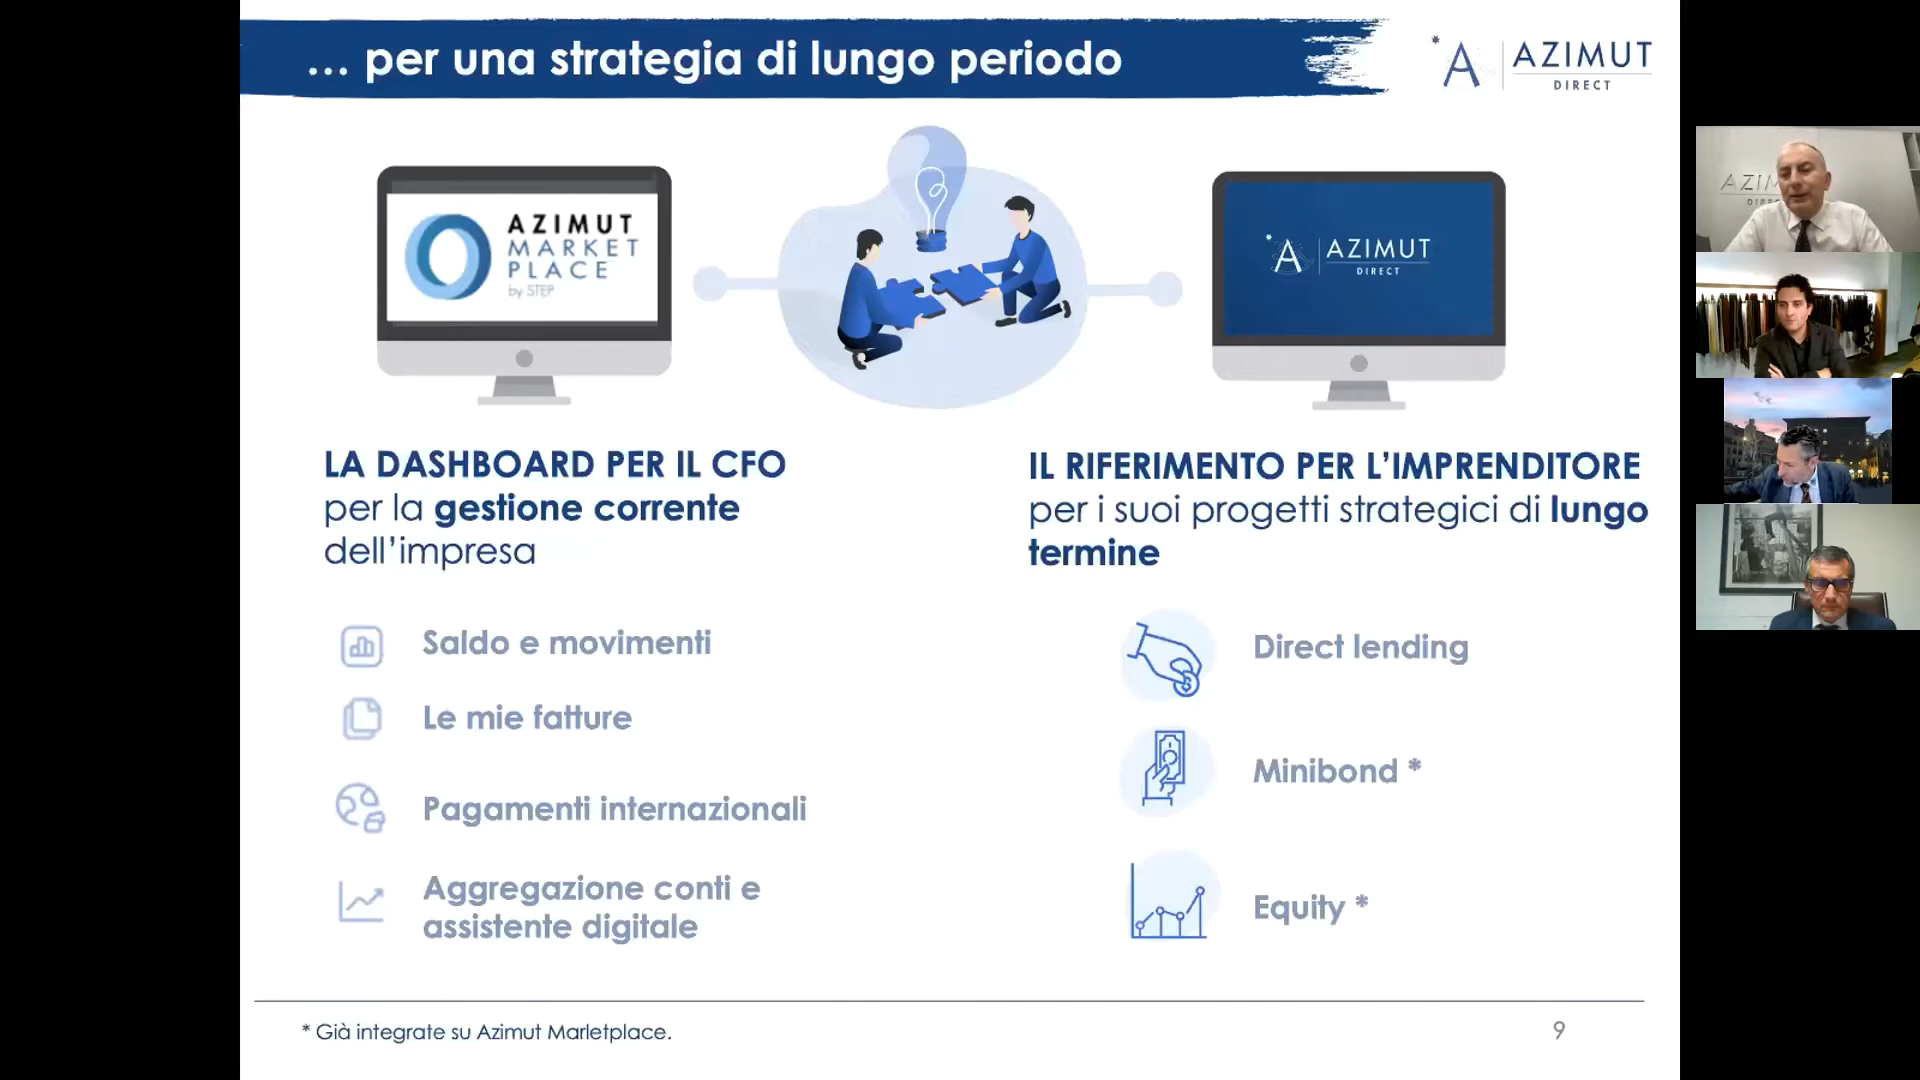 … per una strategia di lungo periodo
AZIMUT
DIRECT
AZIMUT
MARKET
PLACE
by STEP
AZIMUT
DIRECT
LA DASHBOARD PER IL CFO
per la gestione corrente
dell’impresa
Saldo e movimenti
Le mie fatture
Pagamenti internazionali
Aggregazione conti e
assistente digitale
IL RIFERIMENTO PER L’IMPRENDITORE
per i suoi progetti strategici di lungo
termine
Direct lending
Minibond *
Equity *
* Già integrate su Azimut Marletplace.
9